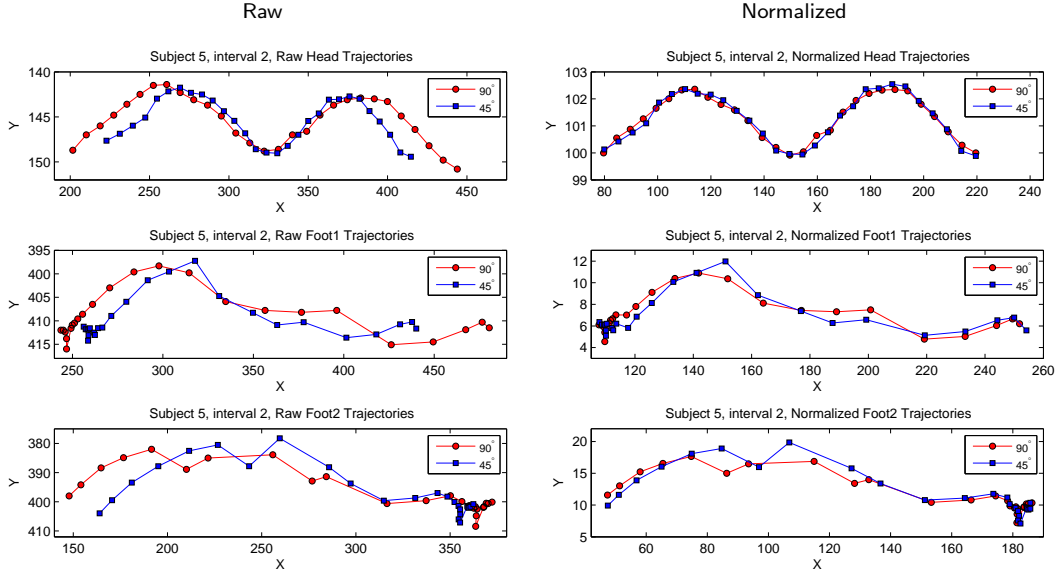 Raw
Normalized
Subject 5, interval 2, Raw Head Trajectories
140
145
150
Y
200 250 300 350 400 450
X
90°
45°
Subject 5, interval 2, Normalized Head Trajectories
103
102
101
100
99
Y
80 100 120 140 160 180 200 220 240
X
90°
45°
Subject 5, interval 2, Raw Foot1 Trajectories
395
400
405
410
415
Y
250 300 350 400 450
X
90°
45°
Subject 5, interval 2, Normalized Foot1 Trajectories
12
10
8
6
4
Y
120 140 160 180 200 220 240 260
X
90°
45°
Subject 5, interval 2, Raw Foot2 Trajectories
380
390
400
410
Y
150 200 250 300 350
X
90°
45°
Subject 5, interval 2, Normalized Foot2 Trajectories
20
15
10
5
Y
60 80 100 120 140 160 180
X
90°
45°